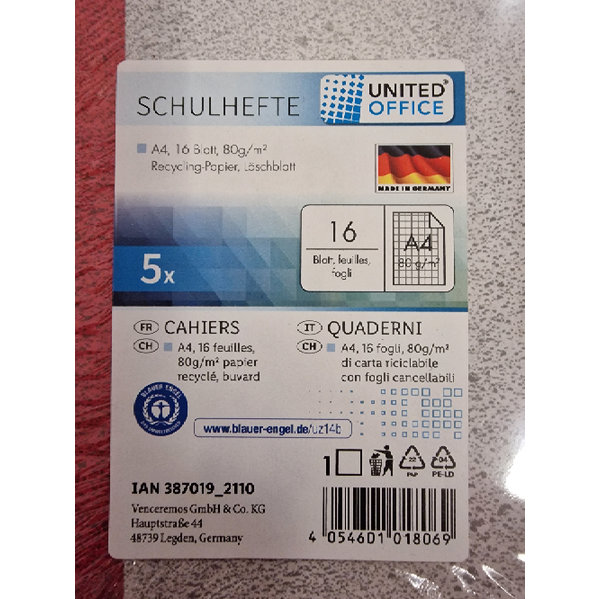 SCHULHEFTE
UNITED OFFICE®
A4, 16 Blatt, 80g/m²
Recycling-Papier, Löschblatt
MADE IN GERMANY
5x
16
Blatt, feuilles,
fogli
A4
80 g/m²
FR CAHIERS
CH A4, 16 feuilles,
80g/m² papier
recyclé, buvard
IT QUADERNI
CH A4, 16 fogli, 80g/m²
di carta riciclabile
con fogli cancellabili
BLAUER ENGEL
www.blauer-engel.de/uz14b
1
22
PAP
04
PE-LD
IAN 387019_2110
Venceremos GmbH & Co. KG
Hauptstraße 44
48739 Legden, Germany
4 054601 018069